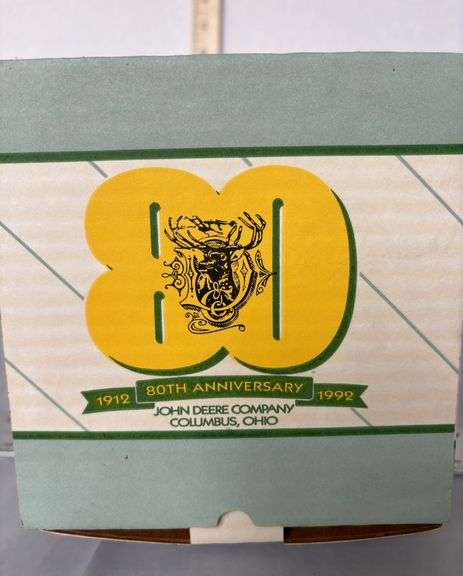 80
1912 80TH ANNIVERSARY 1992
JOHN DEERE COMPANY
COLUMBUS, OHIO